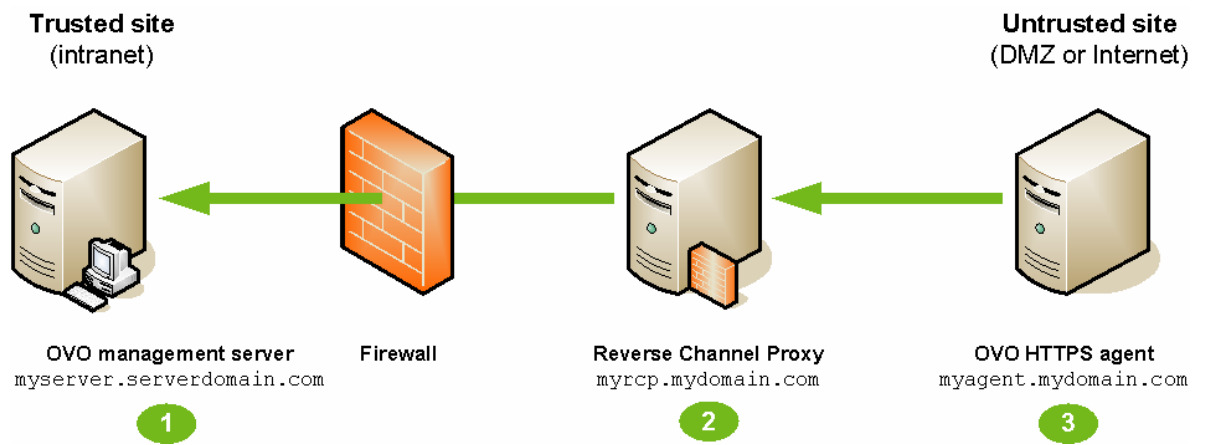 Trusted site
(intranet)
Untrusted site
(DMZ or Internet)
OVO management server
myserver.serverdomain.com
Firewall
Reverse Channel Proxy
myrcp.mydomain.com
OVO HTTPS agent
myagent.mydomain.com
1
2
3